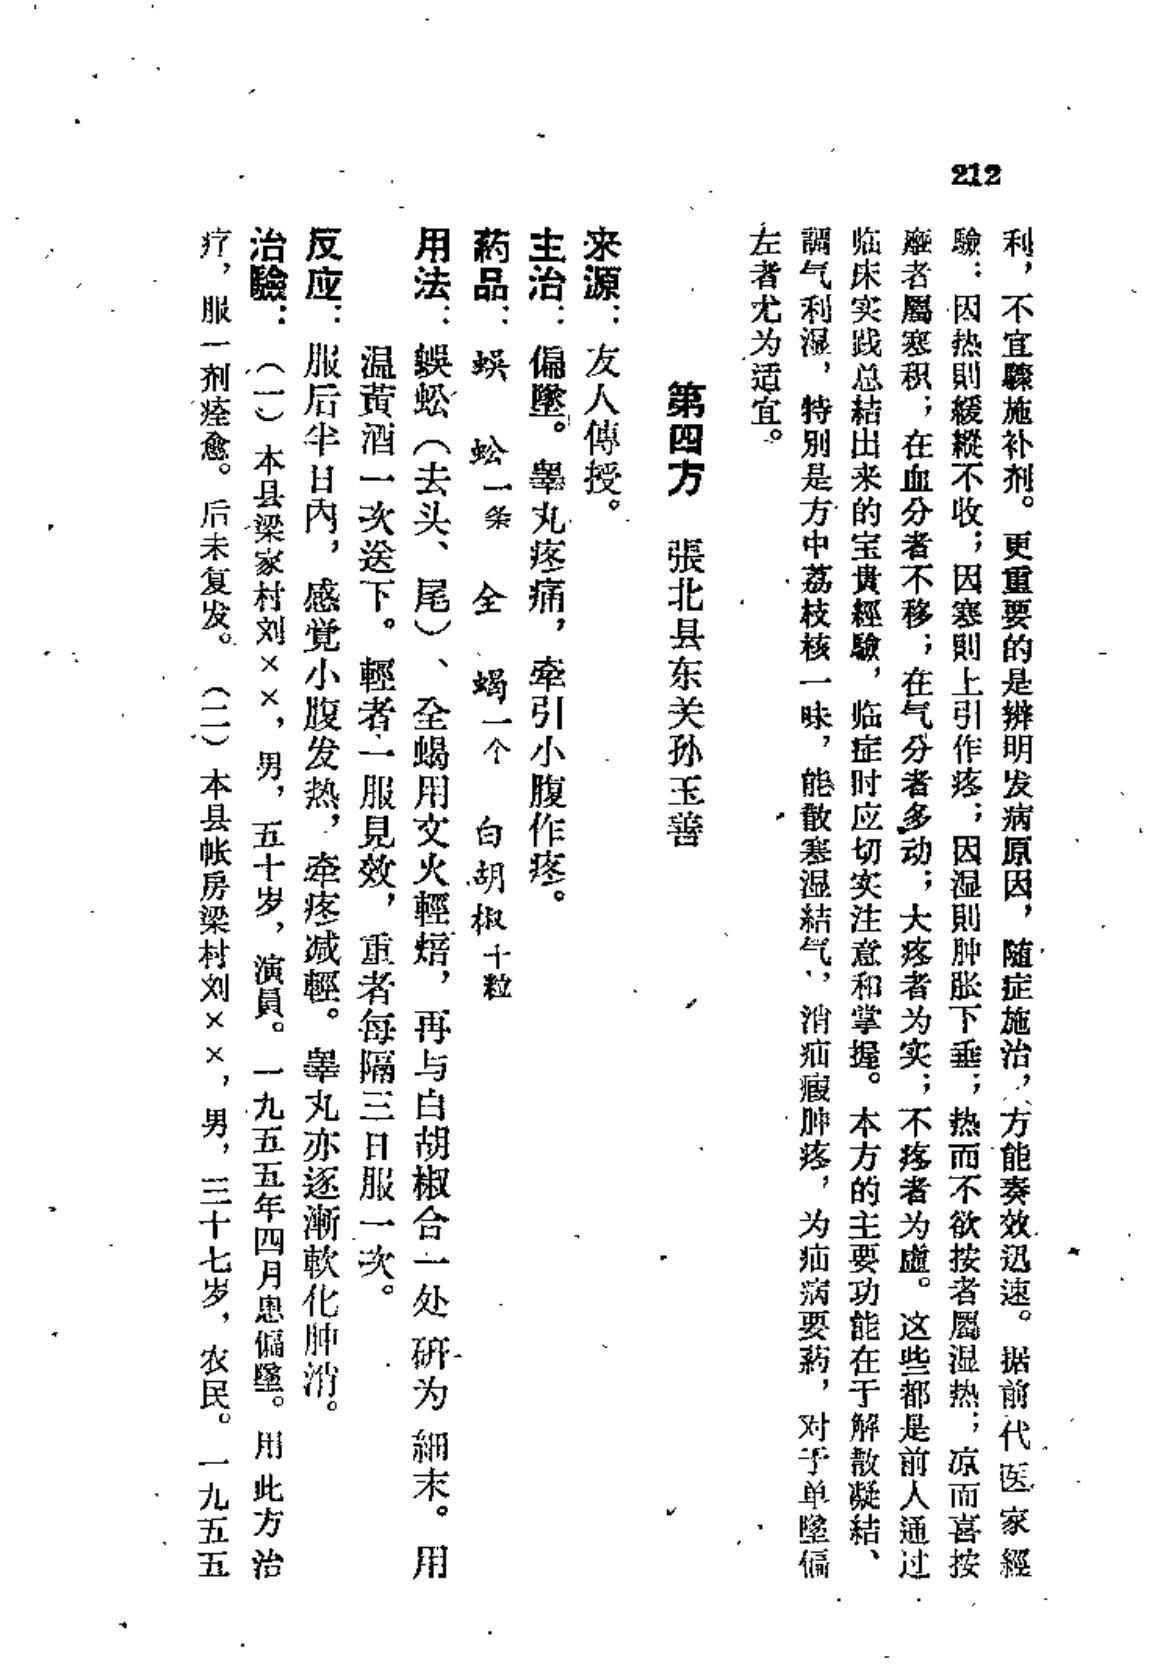 212
利，不宜驟施补剂。更重要的是辨明发病原因，随症施治，方能奏效迅速。据前代医家經
驗：因热則緩縱不收；因寒則上引作疼；因湿則肿胀下垂；热而不欲按者屬湿热；凉而喜按
摩者屬寒积；在血分者不移；在气分者多动；大疼者为实；不疼者为虛。这些都是前人通过
临床实践总結出来的宝貴經驗，临症时应切实注意和掌握。本方的主要功能在于解散凝結、
調气利湿，特別是方中荔枝核一味，能散寒湿結气，消疝瘕肿疼，为疝病要葯，对于单墜偏
左者尤为适宜。
第四方 張北县东关孙玉善
来源：友人傳授。
主治：偏墜。睾丸疼痛，牽引小腹作疼。
葯品：蜈蚣一条 全蝎一个 白胡椒十粒
用法：蜈蚣（去头、尾）、全蝎用文火輕焙，再与白胡椒合一处研为細末。用
温黃酒一次送下。輕者一服見效，重者每隔三日服一次。
反应：服后半日內，感觉小腹发热，牽疼减輕。睾丸亦逐漸軟化肿消。
治驗：（一）本县梁家村刘××，男，五十岁，演員。一九五五年四月患偏墜。用此方治
疗，服一剂痊愈。后未复发。（二）本县帐房梁村刘××，男，三十七岁，农民。一九五五